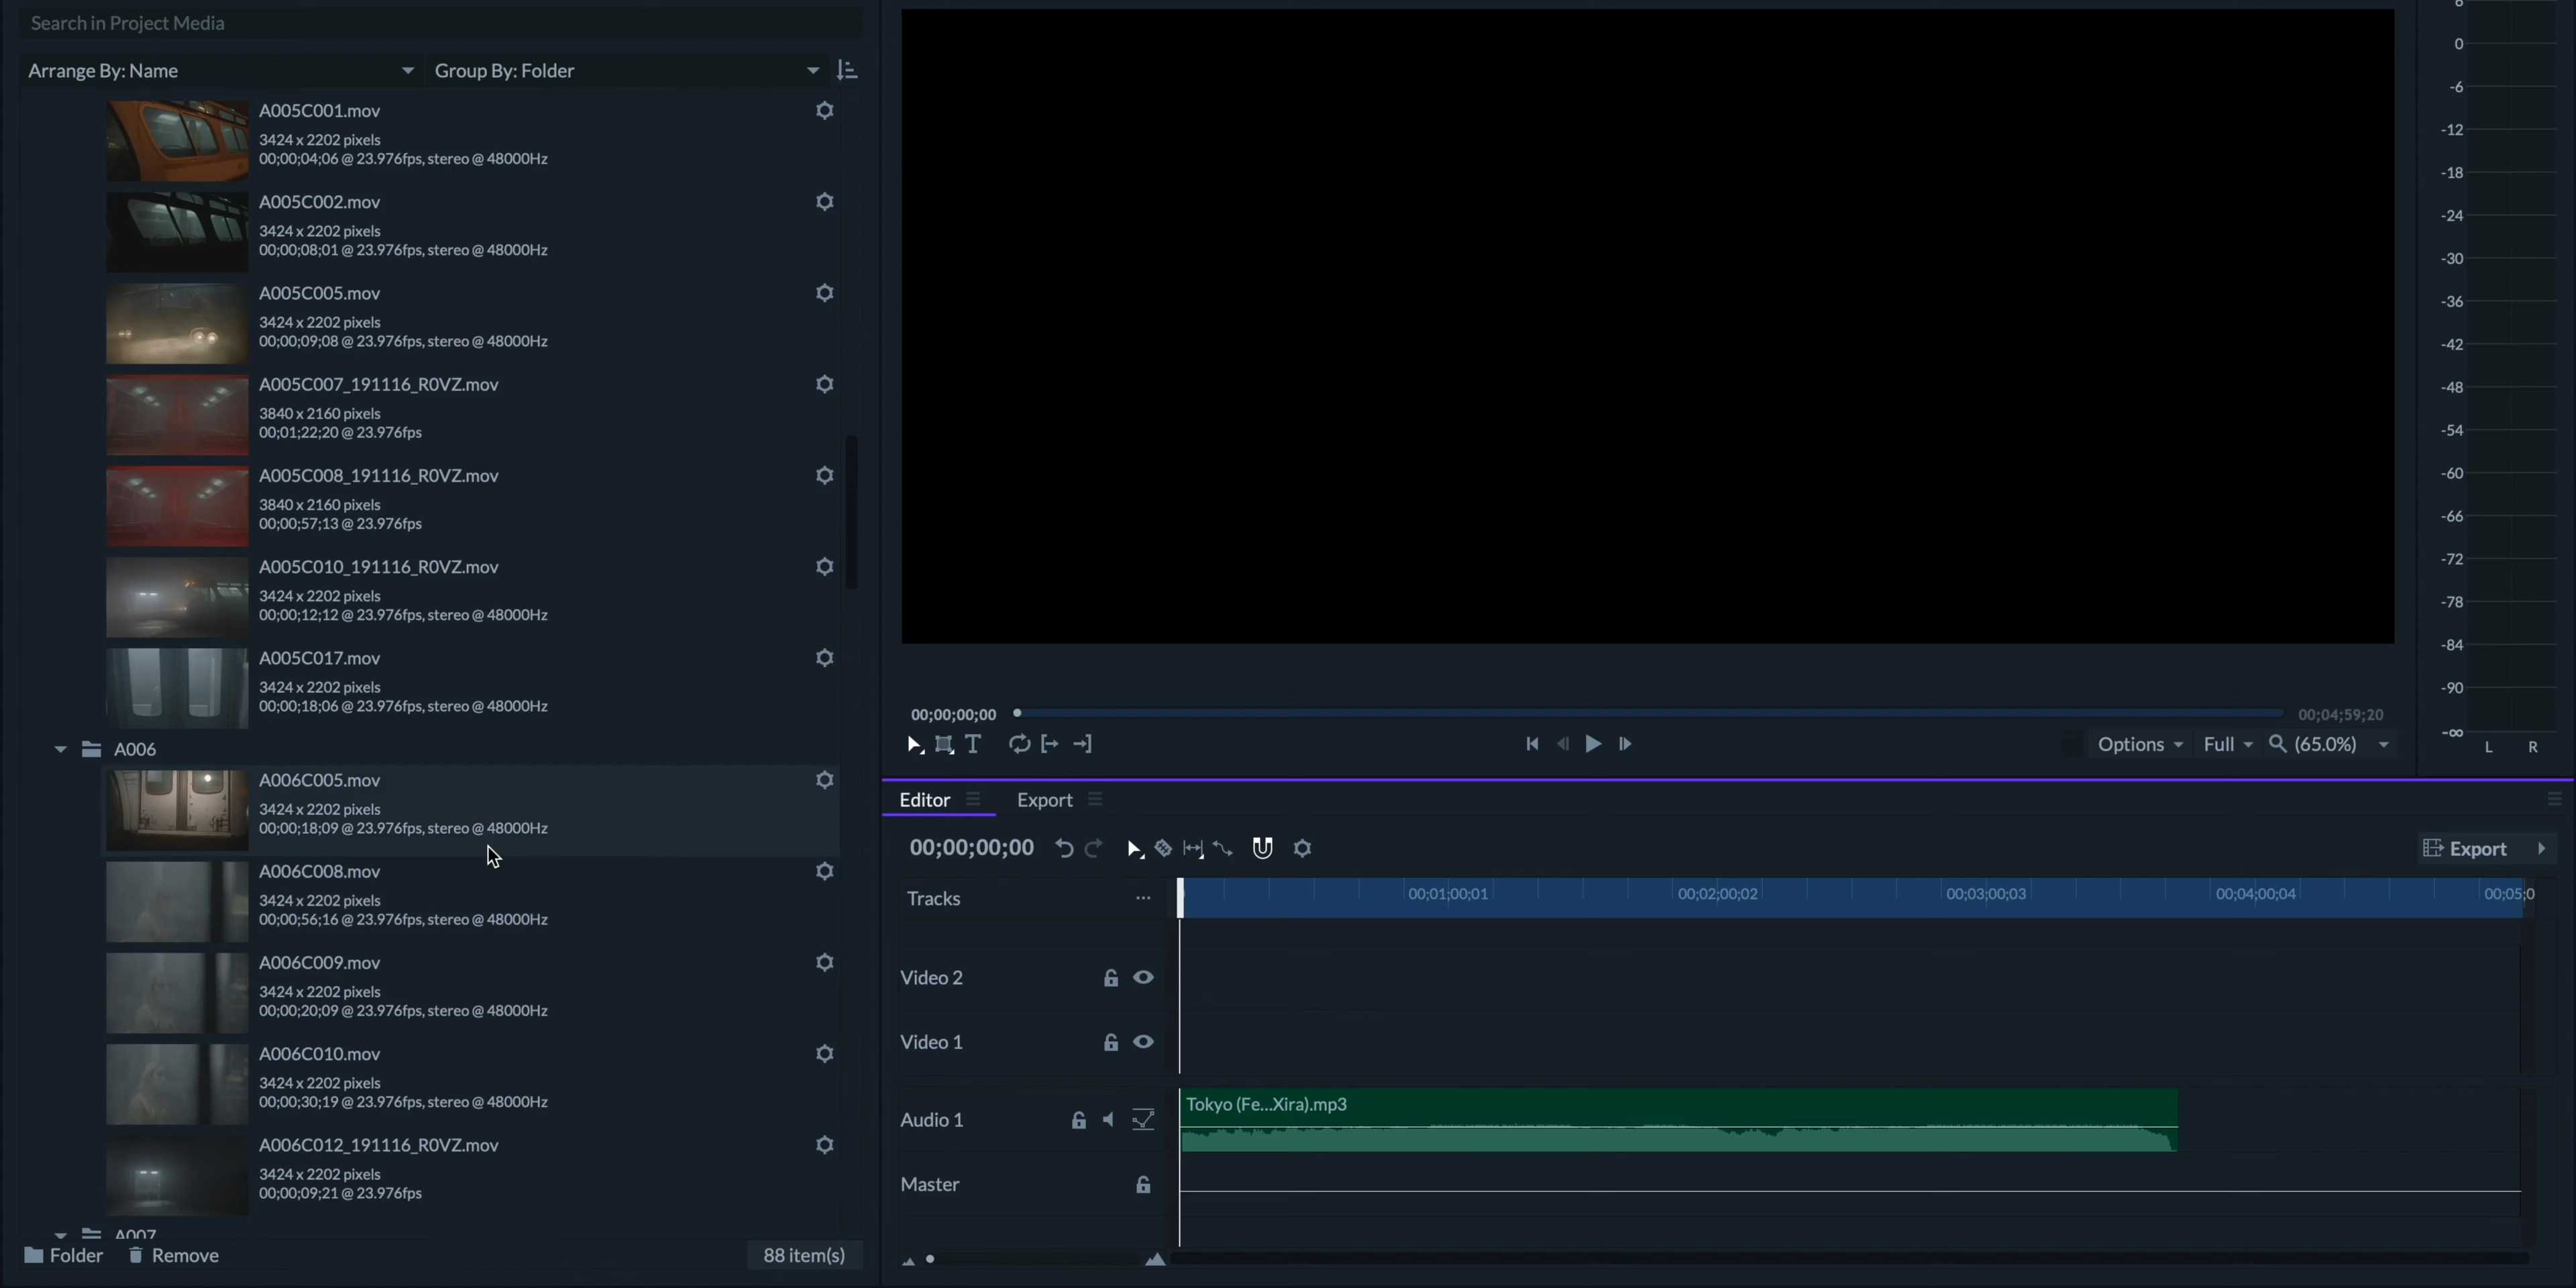 Search in Project Media
Arrange By: Name
Group By: Folder
A005C001.mov
3424 x 2202 pixels
00;00;04;06 @ 23.976fps, stereo @ 48000Hz
A005C002.mov
3424 x 2202 pixels
00;00;08;01 @ 23.976fps, stereo @ 48000Hz
A005C005.mov
3424 x 2202 pixels
00;00;09;08 @ 23.976fps, stereo @ 48000Hz
A005C007_191116_R0VZ.mov
3840 x 2160 pixels
00;01;22;20 @ 23.976fps
A005C008_191116_R0VZ.mov
3840 x 2160 pixels
00;00;57;13 @ 23.976fps
A005C010_191116_R0VZ.mov
3424 x 2202 pixels
00;00;12;12 @ 23.976fps, stereo @ 48000Hz
A005C017.mov
3424 x 2202 pixels
00;00;18;06 @ 23.976fps, stereo @ 48000Hz
A006
A006C005.mov
3424 x 2202 pixels
00;00;18;09 @ 23.976fps, stereo @ 48000Hz
A006C008.mov
3424 x 2202 pixels
00;00;56;16 @ 23.976fps, stereo @ 48000Hz
A006C009.mov
3424 x 2202 pixels
00;00;20;09 @ 23.976fps, stereo @ 48000Hz
A006C010.mov
3424 x 2202 pixels
00;00;30;19 @ 23.976fps, stereo @ 48000Hz
A006C012_191116_R0VZ.mov
3424 x 2202 pixels
00;00;09;21 @ 23.976fps
A007
Folder
Remove
88 item(s)
00;00;00;00
00;04;59;20
T
Options
Full
(65.0%)
6
0
-6
-12
-18
-24
-30
-36
-42
-48
-54
-60
-66
-72
-78
-84
-90
-∞
L
R
Editor
Export
00;00;00;00
Export
Tracks
00;01;00;01
00;02;00;02
00;03;00;03
00;04;00;04
00;05;0
Video 2
Video 1
Audio 1
Tokyo (Fe...Xira).mp3
Master